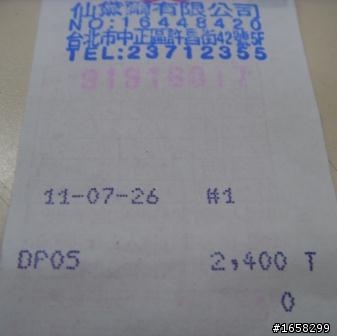 仙黛爾有限公司
NO:16448420
台北市中正區許昌街42號5F
TEL:23712355
11-07-26 #1
DP05 2,400 T
0
#1658299